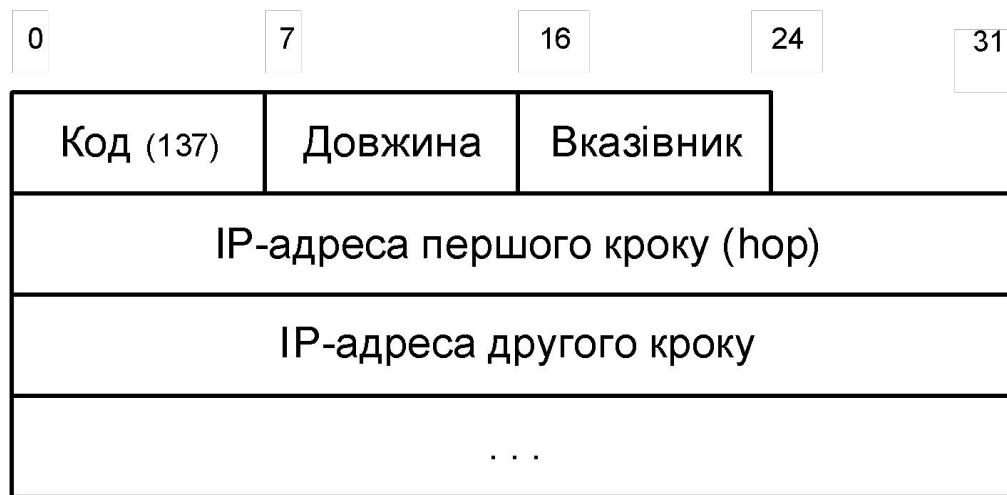 0 7 16 24 31
Код (137) Довжина Вказівник
IP-адреса першого кроку (hop)
IP-адреса другого кроку
. . .